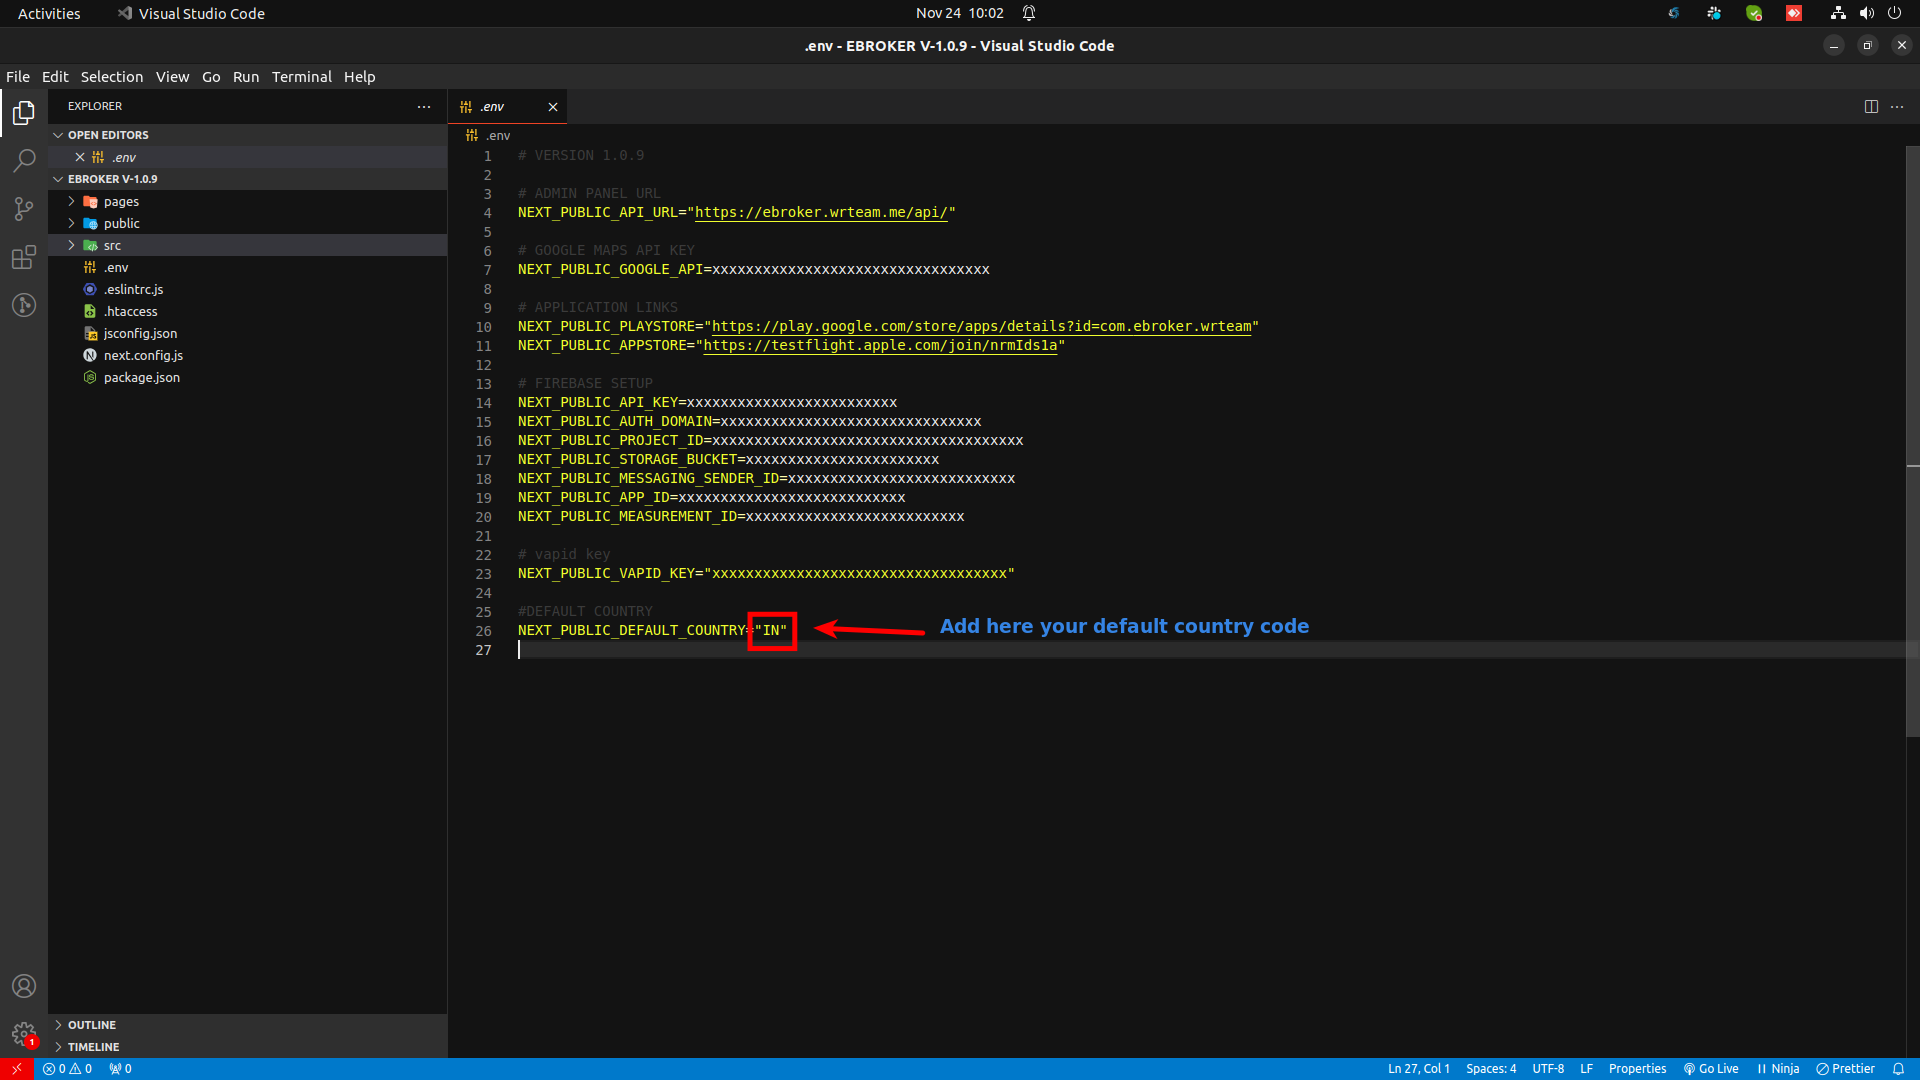 Activities
Visual Studio Code
Nov 24 10:02
.env - EBROKER V-1.0.9 - Visual Studio Code
File Edit Selection View Go Run Terminal Help
EXPLORER
OPEN EDITORS
.env
EBROKER V-1.0.9
pages
public
src
.env
.eslintrc.js
.htaccess
jsconfig.json
next.config.js
package.json
OUTLINE
TIMELINE
.env
.env
1 # VERSION 1.0.9
2
3 # ADMIN PANEL URL
4 NEXT_PUBLIC_API_URL="https://ebroker.wrteam.me/api/"
5
6 # GOOGLE MAPS API KEY
7 NEXT_PUBLIC_GOOGLE_API=xxxxxxxxxxxxxxxxxxxxxxxxxxxxxxxxx
8
9 # APPLICATION LINKS
10 NEXT_PUBLIC_PLAYSTORE="https://play.google.com/store/apps/details?id=com.ebroker.wrteam"
11 NEXT_PUBLIC_APPSTORE="https://testflight.apple.com/join/nrmIds1a"
12
13 # FIREBASE SETUP
14 NEXT_PUBLIC_API_KEY=xxxxxxxxxxxxxxxxxxxxxxxxx
15 NEXT_PUBLIC_AUTH_DOMAIN=xxxxxxxxxxxxxxxxxxxxxxxxxxxxxxx
16 NEXT_PUBLIC_PROJECT_ID=xxxxxxxxxxxxxxxxxxxxxxxxxxxxxxxxxxxxx
17 NEXT_PUBLIC_STORAGE_BUCKET=xxxxxxxxxxxxxxxxxxxxxxx
18 NEXT_PUBLIC_MESSAGING_SENDER_ID=xxxxxxxxxxxxxxxxxxxxxxxxxxx
19 NEXT_PUBLIC_APP_ID=xxxxxxxxxxxxxxxxxxxxxxxxxxx
20 NEXT_PUBLIC_MEASUREMENT_ID=xxxxxxxxxxxxxxxxxxxxxxxxxx
21
22 # vapid key
23 NEXT_PUBLIC_VAPID_KEY="xxxxxxxxxxxxxxxxxxxxxxxxxxxxxxxxxxx"
24
25 #DEFAULT COUNTRY
26 NEXT_PUBLIC_DEFAULT_COUNTRY="IN" Add here your default country code
27
1
0 0 0 Ln 27, Col 1 Spaces: 4 UTF-8 LF Properties Go Live Ninja Prettier